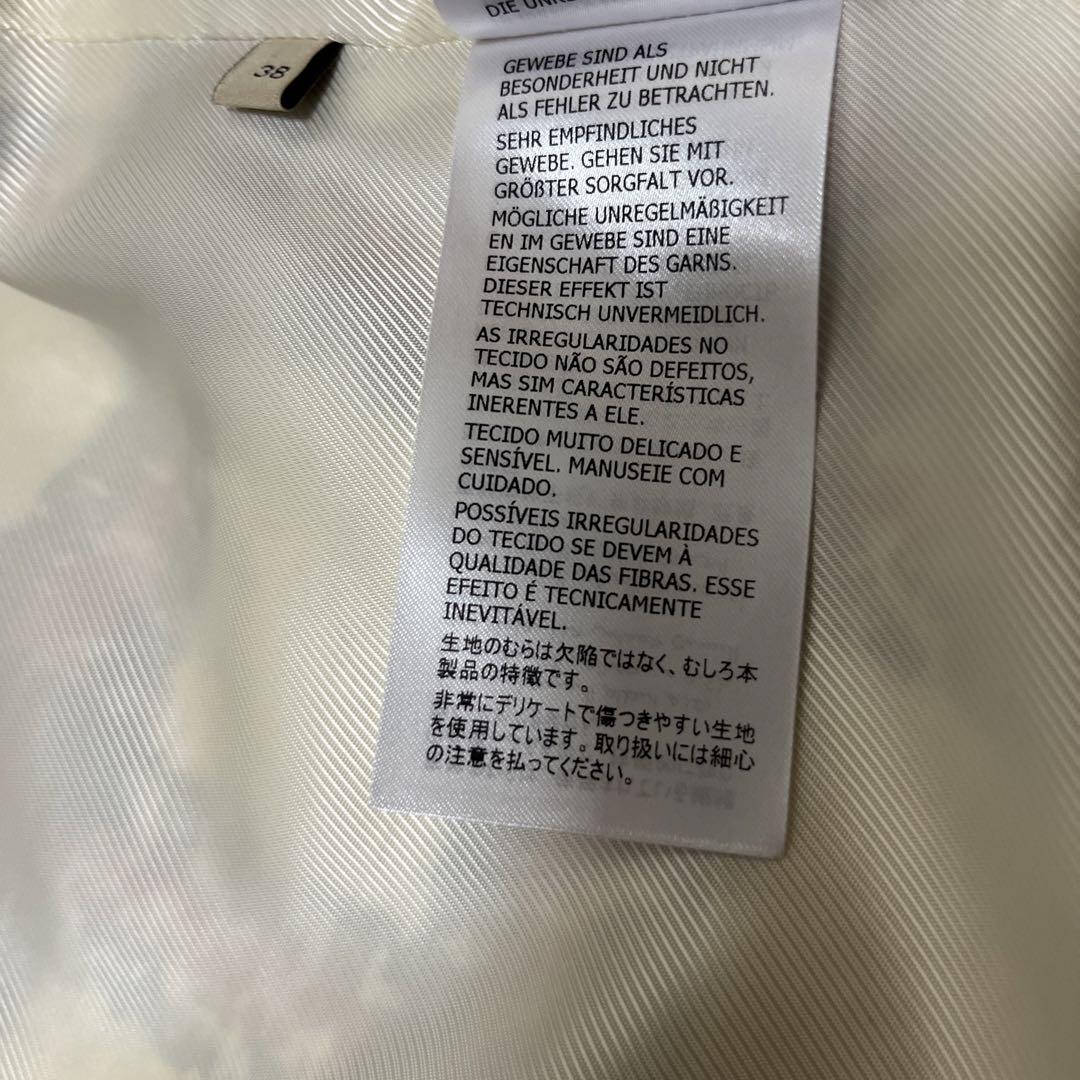 DIE
38
GEWEBE SIND ALS
BESONDERHEIT UND NICHT
ALS FEHLER ZU BETRACHTEN.
SEHR EMPFINDLICHES
GEWEBE. GEHEN SIE MIT
GRÖßTER SORGFALT VOR.
MÖGLICHE UNREGELMÄßIGKEIT
EN IM GEWEBE SIND EINE
EIGENSCHAFT DES GARNS.
DIESER EFFEKT IST
TECHNISCH UNVERMEIDLICH.
AS IRREGULARIDADES NO
TECIDO NÃO SÃO DEFEITOS,
MAS SIM CARACTERÍSTICAS
INERENTES A ELE.
TECIDO MUITO DELICADO E
SENSÍVEL. MANUSEIE COM
CUIDADO.
POSSÍVEIS IRREGULARIDADES
DO TECIDO SE DEVEM À
QUALIDADE DAS FIBRAS. ESSE
EFEITO É TECNICAMENTE
INEVITÁVEL.
生地のむらは欠陥ではなく、むしろ本
製品の特徴です。
非常にデリケートで傷つきやすい生地
を使用しています。取り扱いには細心
の注意を払ってください。